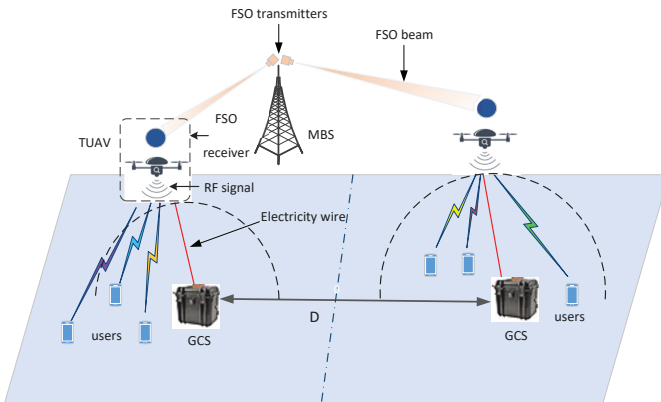 FSO transmitters
FSO beam
FSO
TUAV
MBS
receiver
RF signal
Electricity wire
D
users
GCS
GCS
users